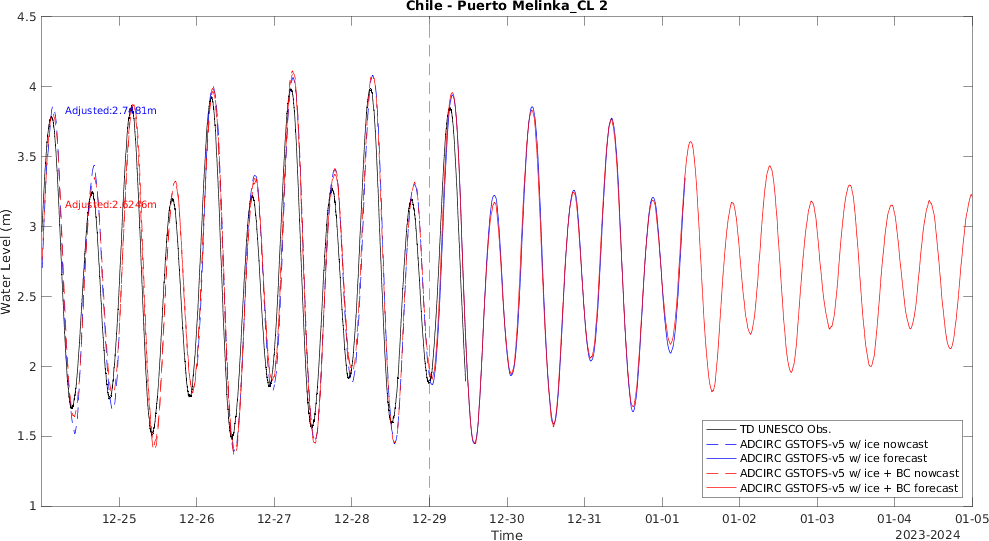 Chile - Puerto Melinka_CL 2
4.5
4
3.5
3
2.5
2
1.5
1
Water Level (m)
Adjusted:2.6246m
12-25
12-26
12-27
12-28
12-29
12-30
12-31
01-01
01-02
01-03
01-04
01-05
Time
2023-2024
TD UNESCO Obs.
ADCIRC GSTOFS-v5 w/ ice nowcast
ADCIRC GSTOFS-v5 w/ ice forecast
ADCIRC GSTOFS-v5 w/ ice + BC nowcast
ADCIRC GSTOFS-v5 w/ ice + BC forecast